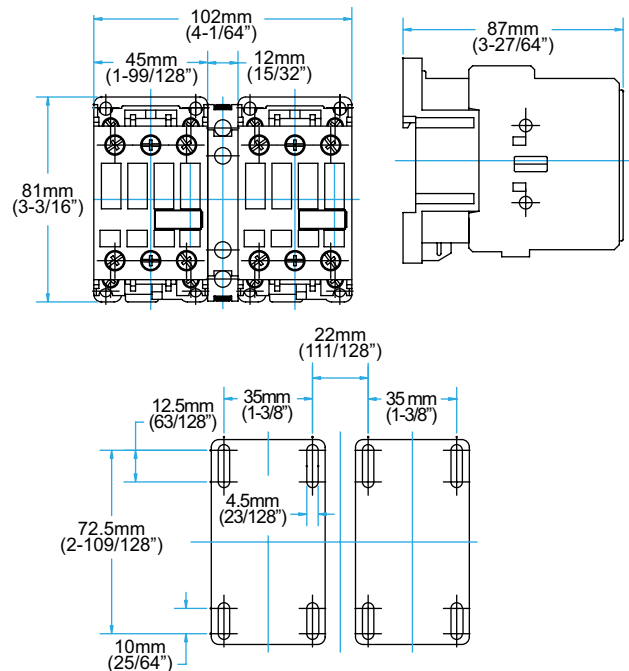 102mm
(4-1/64”)
87mm
(3-27/64”)
45mm
(1-99/128”)
12mm
(15/32”)
81mm
(3-3/16”)
22mm
(111/128”)
35mm
(1-3/8”)
35mm
(1-3/8”)
12.5mm
(63/128”)
4.5mm
(23/128”)
72.5mm
(2-109/128”)
10mm
(25/64”)